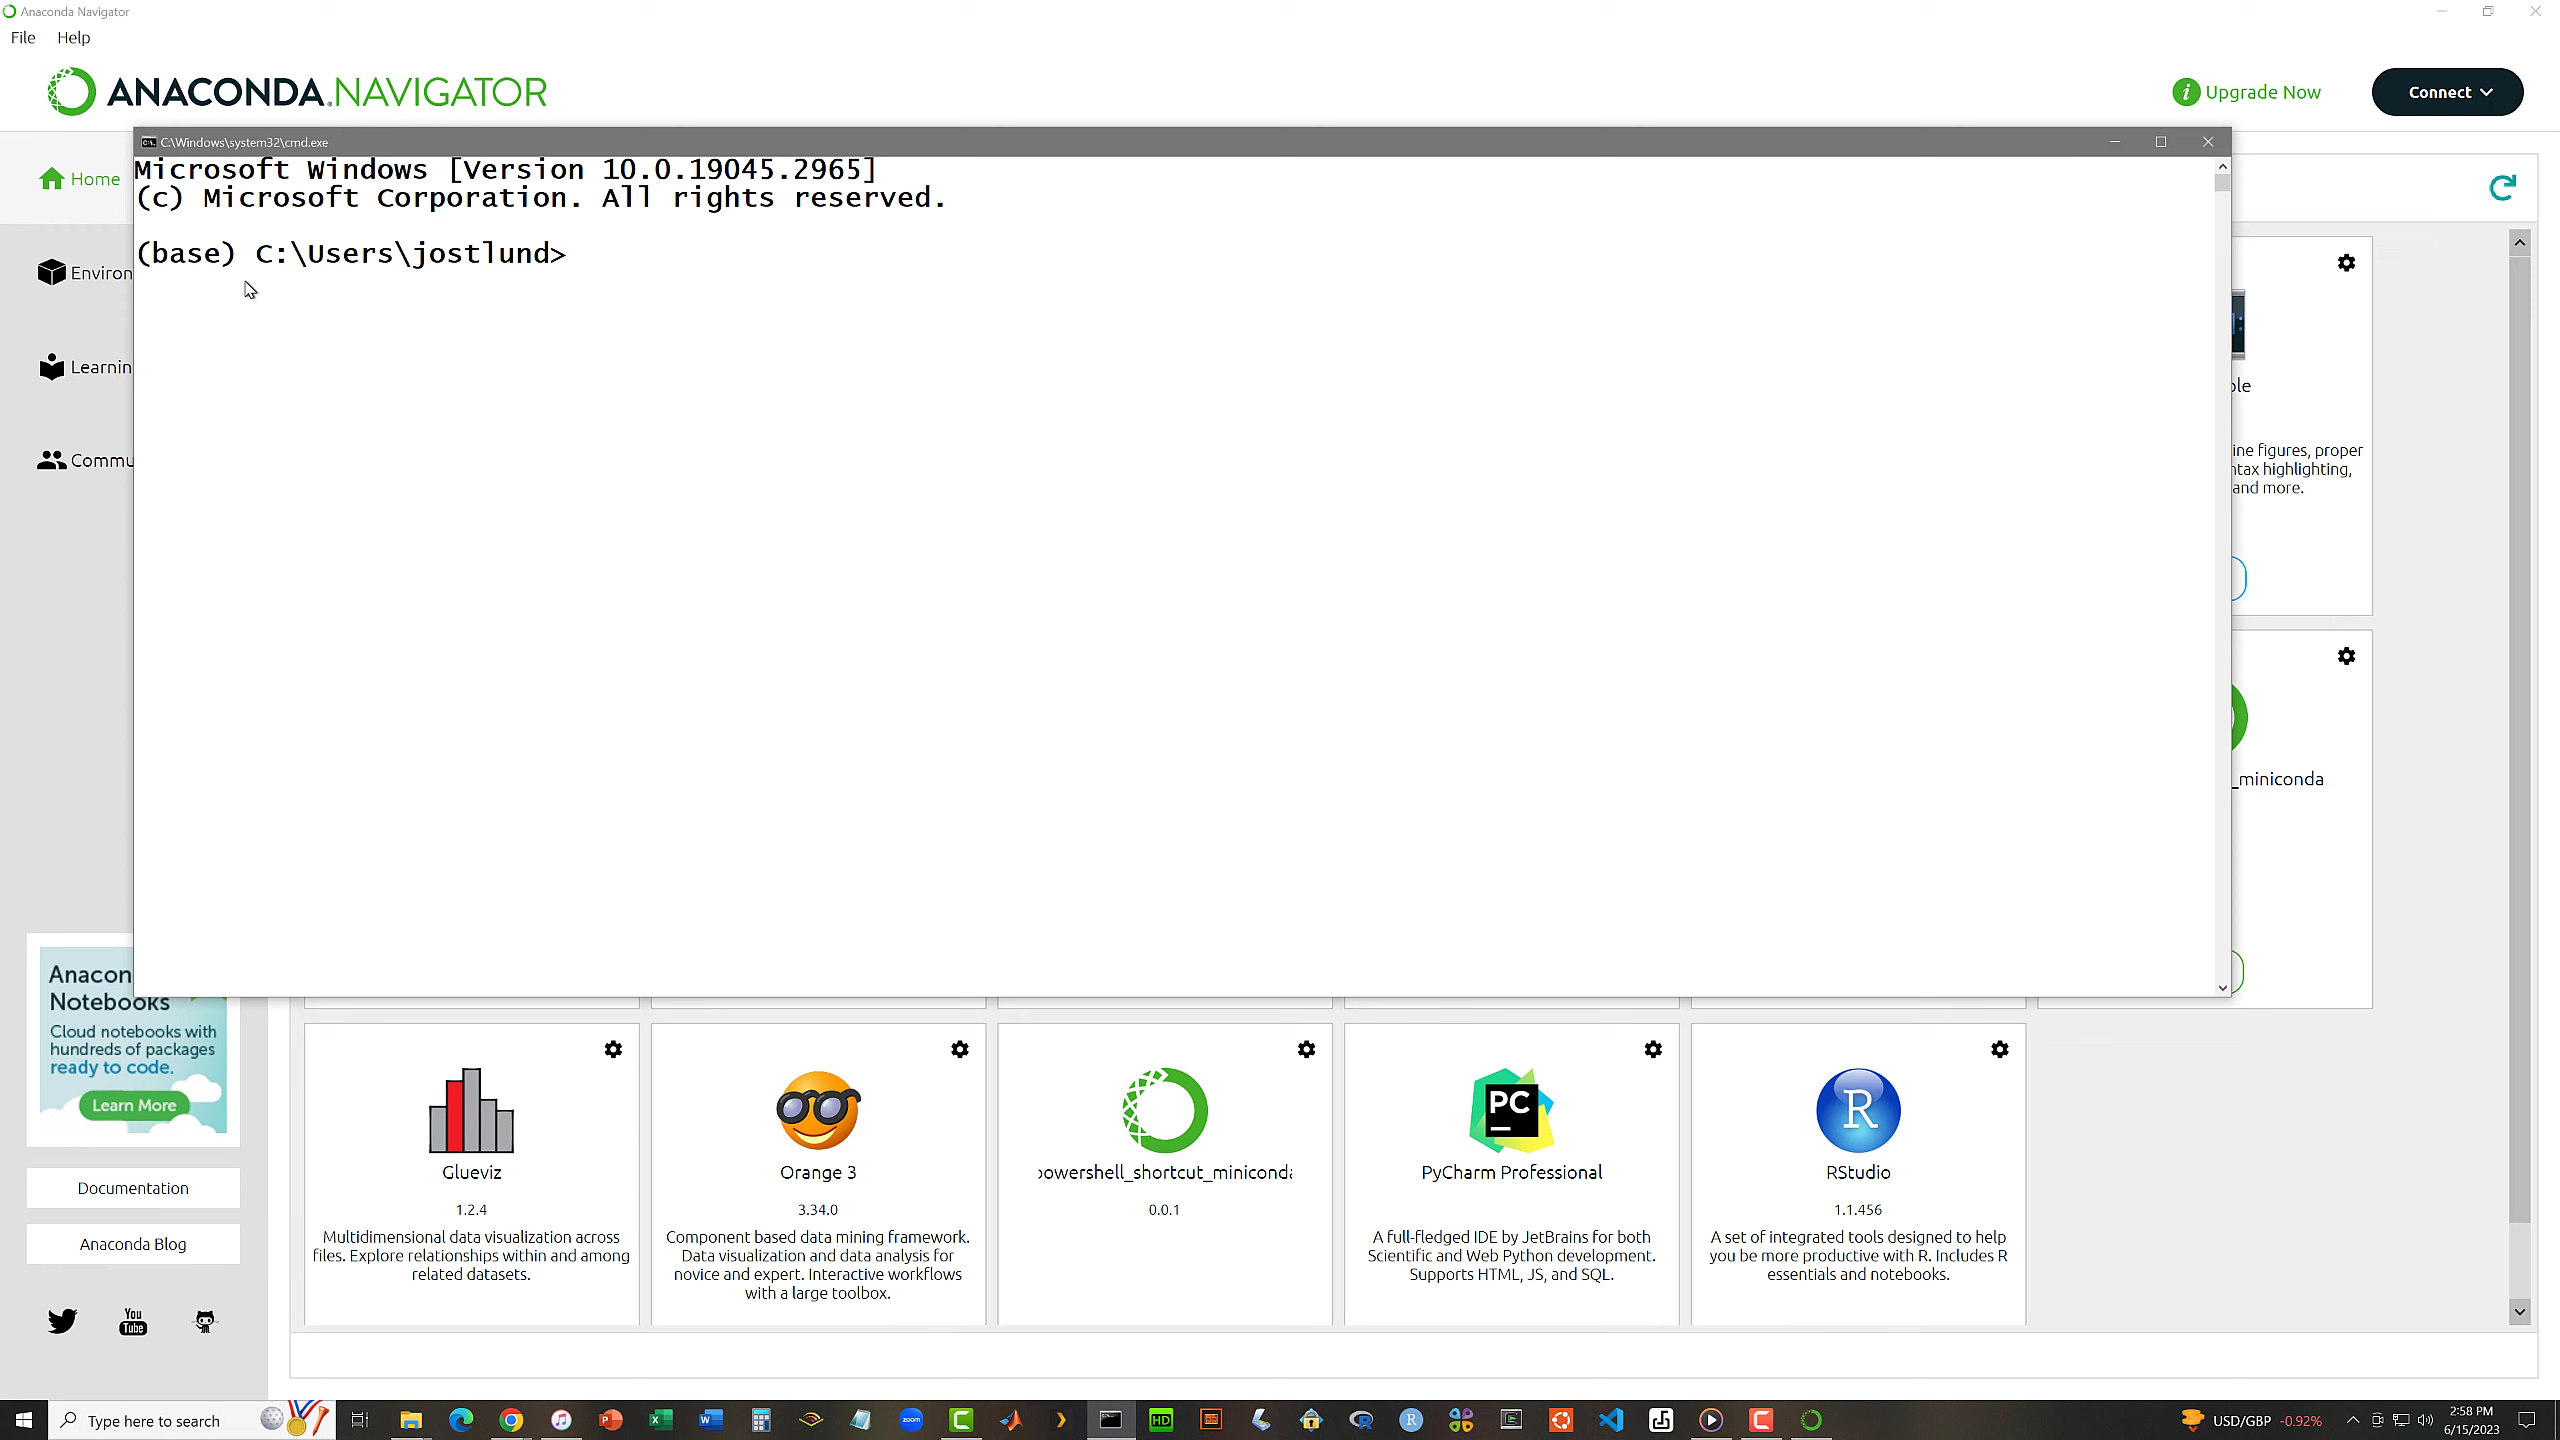 Anaconda Navigator
File Help
ANACONDA.NAVIGATOR
Upgrade Now
Connect
C:\Windows\system32\cmd.exe
Microsoft Windows [Version 10.0.19045.2965]
(c) Microsoft Corporation. All rights reserved.
(base) C:\Users\jostlund>
Home
Environ
Learnin
Commu
ine figures, proper
ntax highlighting,
and more.
_miniconda
Anacon
Notebooks
Cloud notebooks with
hundreds of packages
ready to code.
Learn More
Documentation
Anaconda Blog
You
Tube
Glueviz
1.2.4
Multidimensional data visualization across
files. Explore relationships within and among
related datasets.
Orange 3
3.34.0
Component based data mining framework.
Data visualization and data analysis for
novice and expert. Interactive workflows
with a large toolbox.
powershell_shortcut_miniconda
0.0.1
PC
PyCharm Professional
A full-fledged IDE by JetBrains for both
Scientific and Web Python development.
Supports HTML, JS, and SQL.
R
RStudio
1.1.456
A set of integrated tools designed to help
you be more productive with R. Includes R
essentials and notebooks.
Type here to search
zoom
HD
USD/GBP -0.92%
2:58 PM
6/15/2023